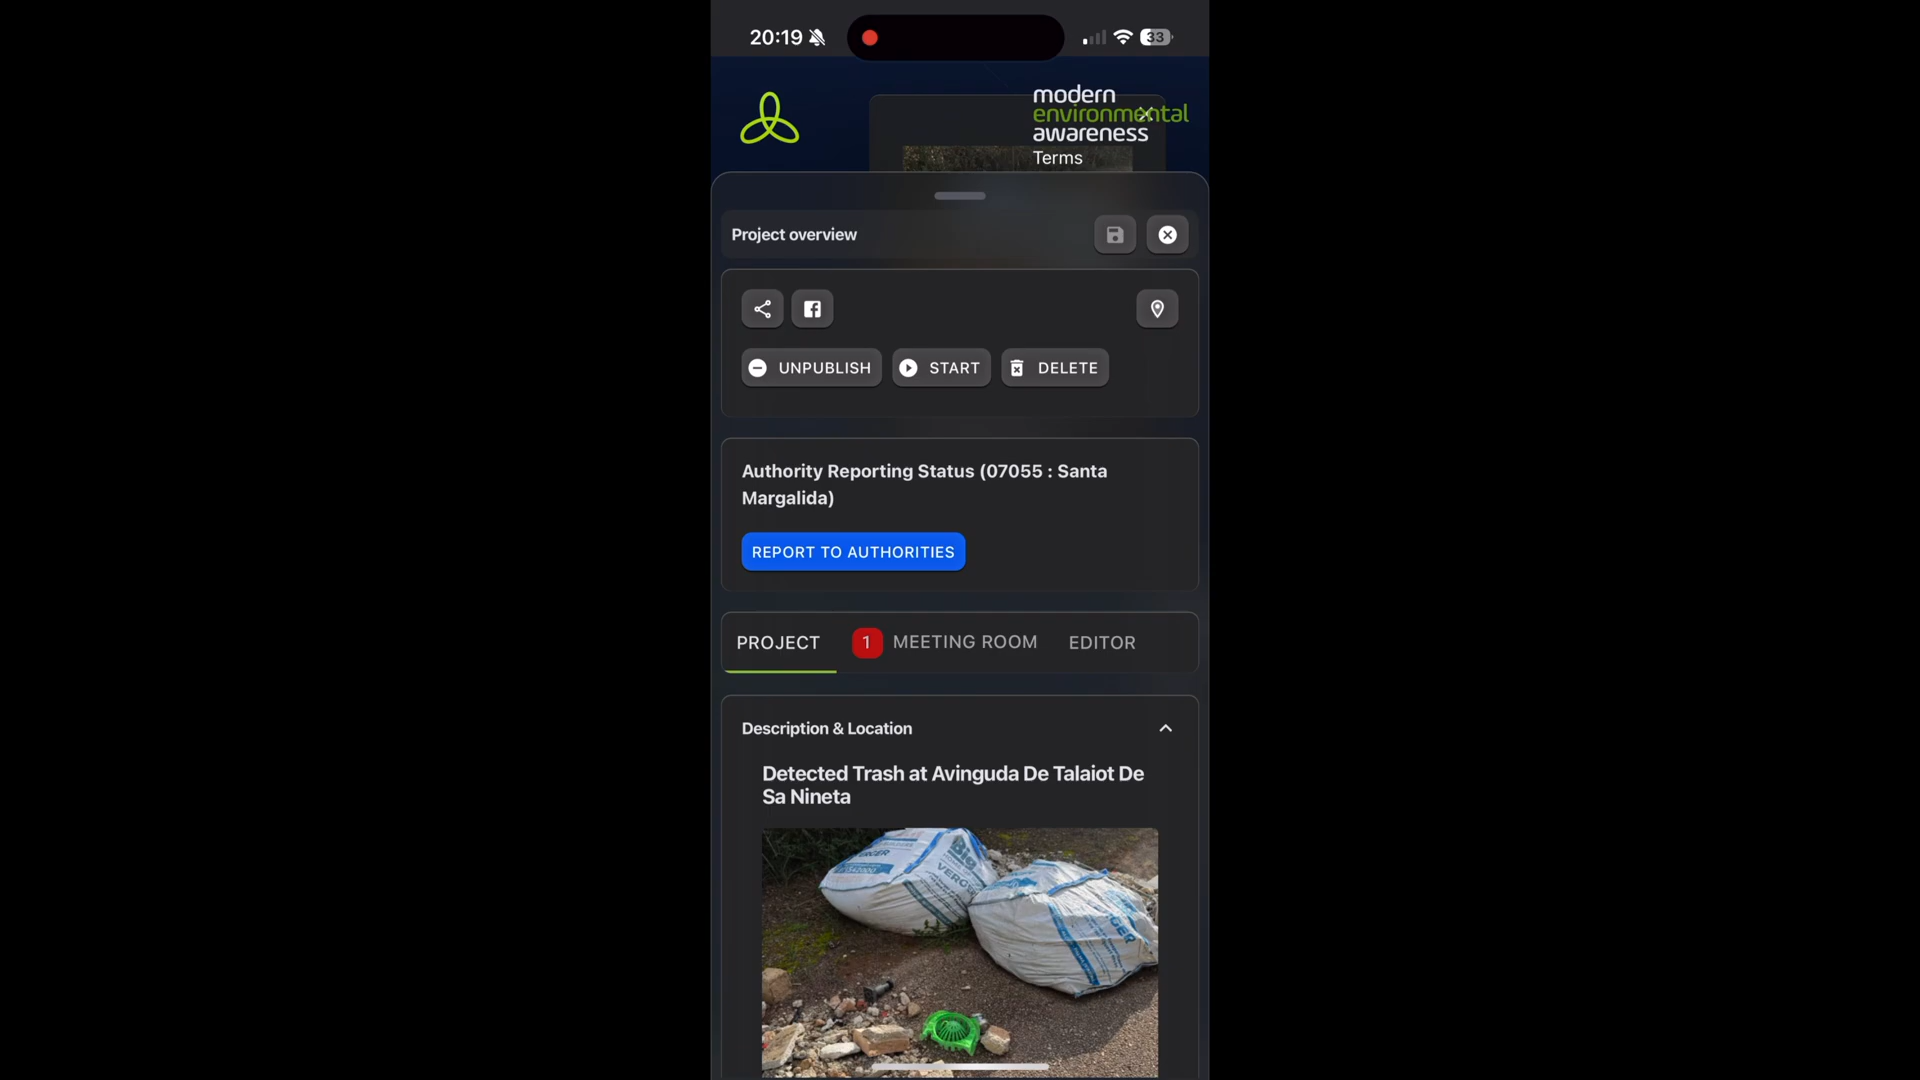 20:19
33
modern
environmental
awareness
Terms
Project overview
UNPUBLISH
START
DELETE
Authority Reporting Status (07055 : Santa
Margalida)
REPORT TO AUTHORITIES
PROJECT
1
MEETING ROOM
EDITOR
Description & Location
Detected Trash at Avinguda De Talaiot De
Sa Nineta